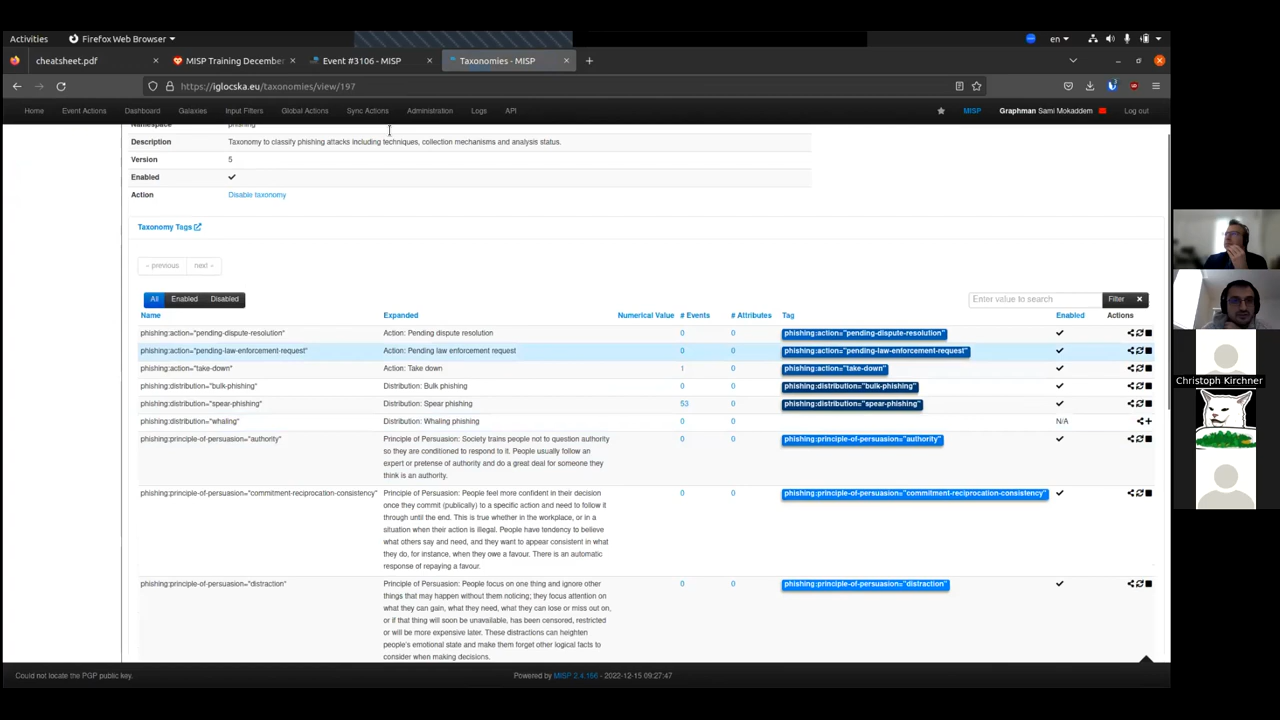 Activities
Firefox Web Browser
en
cheatsheet.pdf
MISP Training December
Event #3106 - MISP
Taxonomies - MISP
https://iglocska.eu/taxonomies/view/197
Home Event Actions Dashboard Galaxies Input Filters Global Actions Sync Actions Administration Logs API
MISP Graphman Sami Mokaddem Log out
Namespace phishing
Description Taxonomy to classify phishing attacks including techniques, collection mechanisms and analysis status.
Version 5
Enabled
Action Disable taxonomy
Taxonomy Tags
« previous next »
All Enabled Disabled
Enter value to search Filter
Name Expanded Numerical Value # Events # Attributes Tag Enabled Actions
phishing:action="pending-dispute-resolution" Action: Pending dispute resolution 0 0 phishing:action="pending-dispute-resolution"
phishing:action="pending-law-enforcement-request" Action: Pending law enforcement request 0 0 phishing:action="pending-law-enforcement-request"
phishing:action="take-down" Action: Take down 1 0 phishing:action="take-down"
phishing:distribution="bulk-phishing" Distribution: Bulk phishing 0 0 phishing:distribution="bulk-phishing"
phishing:distribution="spear-phishing" Distribution: Spear phishing 53 0 phishing:distribution="spear-phishing"
phishing:distribution="whaling" Distribution: Whaling phishing 0 0 N/A
phishing:principle-of-persuasion="authority" Principle of Persuasion: Society trains people not to question authority 0 0 phishing:principle-of-persuasion="authority"
so they are conditioned to respond to it. People usually follow an
expert or pretense of authority and do a great deal for someone they
think is an authority.
phishing:principle-of-persuasion="commitment-reciprocation-consistency" Principle of Persuasion: People feel more confident in their decision 0 0 phishing:principle-of-persuasion="commitment-reciprocation-consistency"
once they commit (publically) to a specific action and need to follow it
through until the end. This is true whether in the workplace, or in a
situation when their action is illegal. People have tendency to believe
what others say and need, and they want to appear consistent in what
they do, for instance, when they owe a favour. There is an automatic
response of repaying a favour.
phishing:principle-of-persuasion="distraction" Principle of Persuasion: People focus on one thing and ignore other 0 0 phishing:principle-of-persuasion="distraction"
things that may happen without them noticing; they focus attention on
what they can gain, what they need, what they can lose or miss out on,
or if that thing will soon be unavailable, has been censored, restricted
or will be more expensive later. These distractions can heighten
people's emotional state and make them forget other logical facts to
consider when making decisions.
Could not locate the PGP public key.
Powered by MISP 2.4.166 - 2022-12-15 09:27:47
Christoph Kirchner